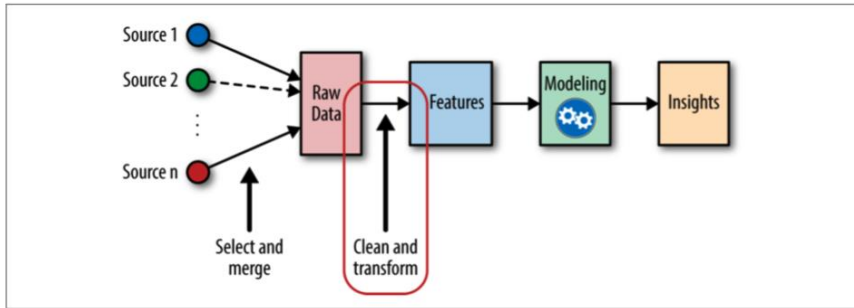 Source 1
Source 2
Source n
Raw
Data
Features
Modeling
Insights
Select and
merge
Clean and
transform